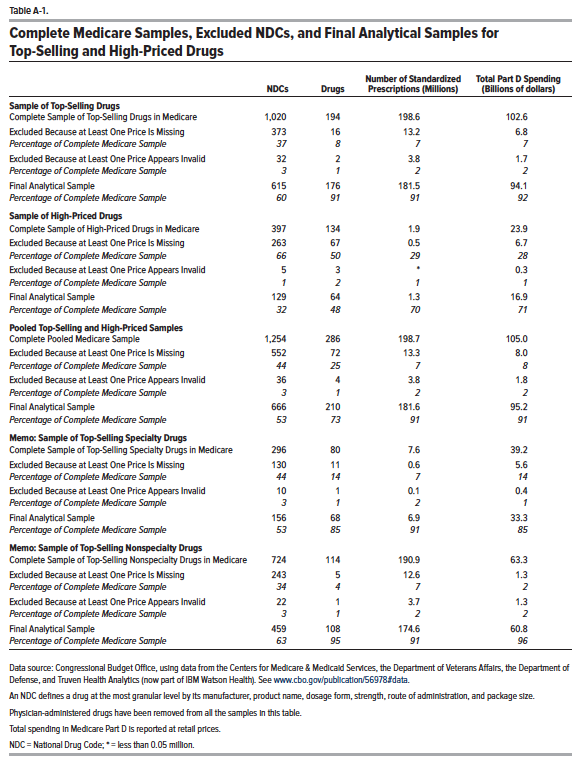 Table A-1.
Complete Medicare Samples, Excluded NDCs, and Final Analytical Samples for
Top-Selling and High-Priced Drugs
NDCs Drugs Number of Standardized Prescriptions (Millions) Total Part D Spending (Billions of dollars)
Sample of Top-Selling Drugs
Complete Sample of Top-Selling Drugs in Medicare 1,020 194 198.6 102.6
Excluded Because at Least One Price Is Missing 373 16 13.2 6.8
Percentage of Complete Medicare Sample 37 8 7 7
Excluded Because at Least One Price Appears Invalid 32 2 3.8 1.7
Percentage of Complete Medicare Sample 3 1 2 2
Final Analytical Sample 615 176 181.5 94.1
Percentage of Complete Medicare Sample 60 91 91 92
Sample of High-Priced Drugs
Complete Sample of High-Priced Drugs in Medicare 397 134 1.9 23.9
Excluded Because at Least One Price Is Missing 263 67 0.5 6.7
Percentage of Complete Medicare Sample 66 50 29 28
Excluded Because at Least One Price Appears Invalid 5 3 * 0.3
Percentage of Complete Medicare Sample 1 2 1 1
Final Analytical Sample 129 64 1.3 16.9
Percentage of Complete Medicare Sample 32 48 70 71
Pooled Top-Selling and High-Priced Samples
Complete Pooled Medicare Sample 1,254 286 198.7 105.0
Excluded Because at Least One Price Is Missing 552 72 13.3 8.0
Percentage of Complete Medicare Sample 44 25 7 8
Excluded Because at Least One Price Appears Invalid 36 4 3.8 1.8
Percentage of Complete Medicare Sample 3 1 2 2
Final Analytical Sample 666 210 181.6 95.2
Percentage of Complete Medicare Sample 53 73 91 91
Memo: Sample of Top-Selling Specialty Drugs
Complete Sample of Top-Selling Specialty Drugs in Medicare 296 80 7.6 39.2
Excluded Because at Least One Price Is Missing 130 11 0.6 5.6
Percentage of Complete Medicare Sample 44 14 7 14
Excluded Because at Least One Price Appears Invalid 10 1 0.1 0.4
Percentage of Complete Medicare Sample 3 1 2 1
Final Analytical Sample 156 68 6.9 33.3
Percentage of Complete Medicare Sample 53 85 91 85
Memo: Sample of Top-Selling Nonspecialty Drugs
Complete Sample of Top-Selling Nonspecialty Drugs in Medicare 724 114 190.9 63.3
Excluded Because at Least One Price Is Missing 243 5 12.6 1.3
Percentage of Complete Medicare Sample 34 4 7 2
Excluded Because at Least One Price Appears Invalid 22 1 3.7 1.3
Percentage of Complete Medicare Sample 3 1 2 2
Final Analytical Sample 459 108 174.6 60.8
Percentage of Complete Medicare Sample 63 95 91 96
Data source: Congressional Budget Office, using data from the Centers for Medicare & Medicaid Services, the Department of Veterans Affairs, the Department of
Defense, and Truven Health Analytics (now part of IBM Watson Health). See www.cbo.gov/publication/56978#data.
An NDC defines a drug at the most granular level by its manufacturer, product name, dosage form, strength, route of administration, and package size.
Physician-administered drugs have been removed from all the samples in this table.
Total spending in Medicare Part D is reported at retail prices.
NDC = National Drug Code; * = less than 0.05 million.